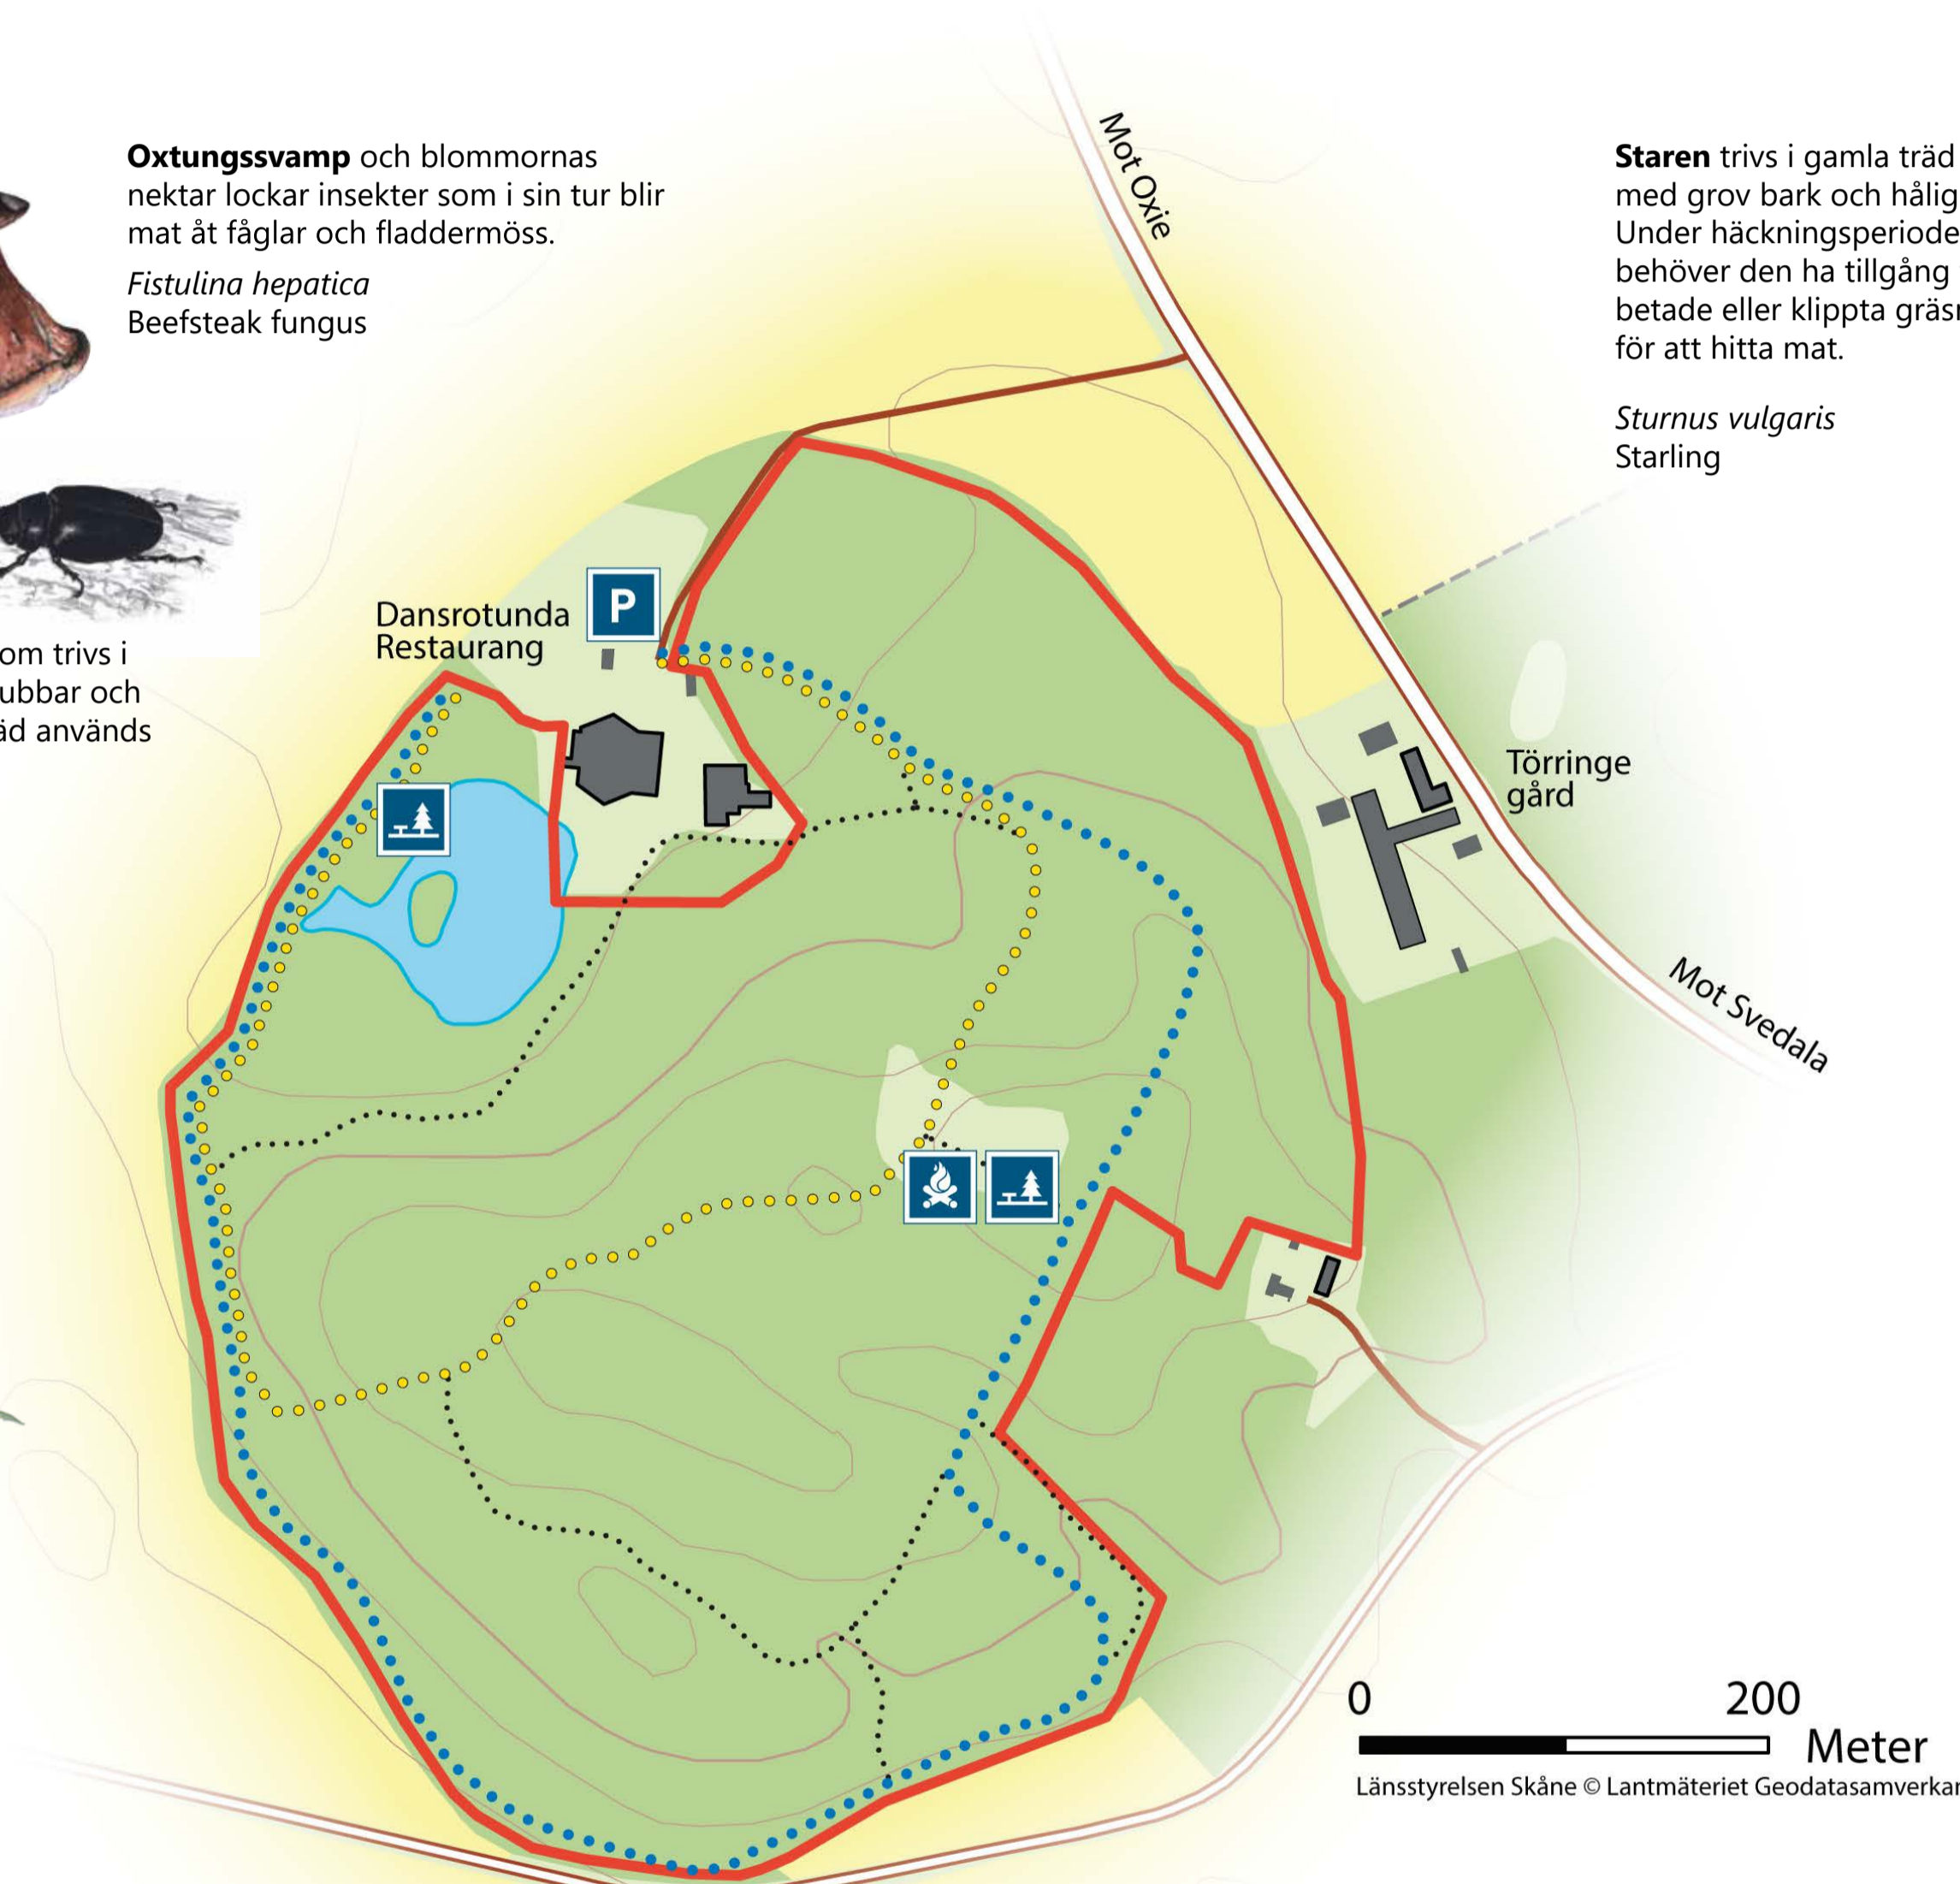 Oxtungssvamp och blommornas
nektar lockar insekter som i sin tur blir
mat åt fåglar och fladdermöss.
Fistulina hepatica
Beefsteak fungus
om trivs i
ubbar och
äd används
Mot Oxie
Staren trivs i gamla träd
med grov bark och hålig
Under häckningsperiode
behöver den ha tillgång
betade eller klippta gräsr
för att hitta mat.
Sturnus vulgaris
Starling
P
Dansrotunda
Restaurang
Törringe
gård
Mot Svedala
0 200
Meter
Länsstyrelsen Skåne © Lantmäteriet Geodatasamverkan